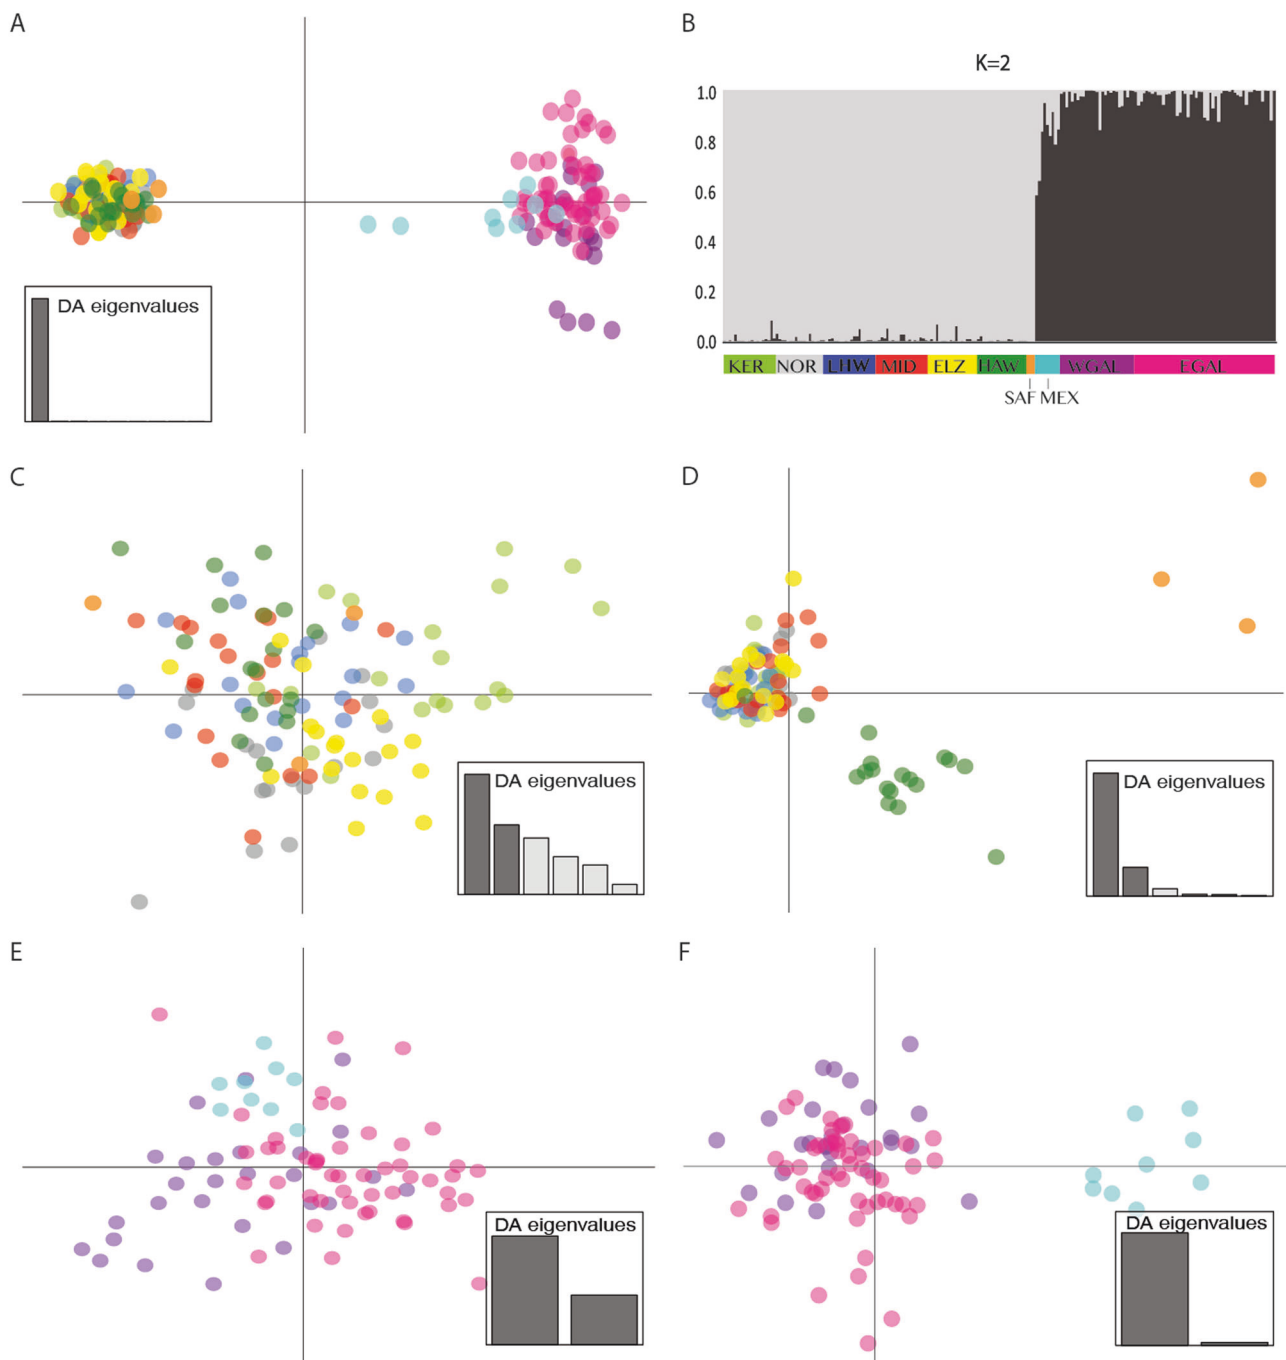 A
DA eigenvalues
B
K=2
1.0
0.8
0.6
0.4
0.2
0.0
KER NOR LHW MID ELZ HAW WGAL EGAL
SAF MEX
C
DA eigenvalues
D
DA eigenvalues
E
DA eigenvalues
F
DA eigenvalues